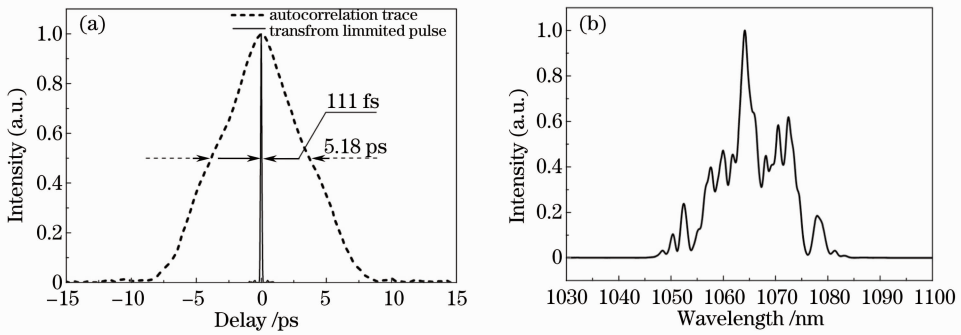 (a)
autocorrelation trace
transfrom limmited pulse
1.0
0.8
0.6
0.4
0.2
0
Intensity (a.u.)
111 fs
5.18 ps
−15 −10 −5 0 5 10 15
Delay /ps
(b)
1.0
0.8
0.6
0.4
0.2
0
Intensity (a.u.)
1030 1040 1050 1060 1070 1080 1090 1100
Wavelength /nm